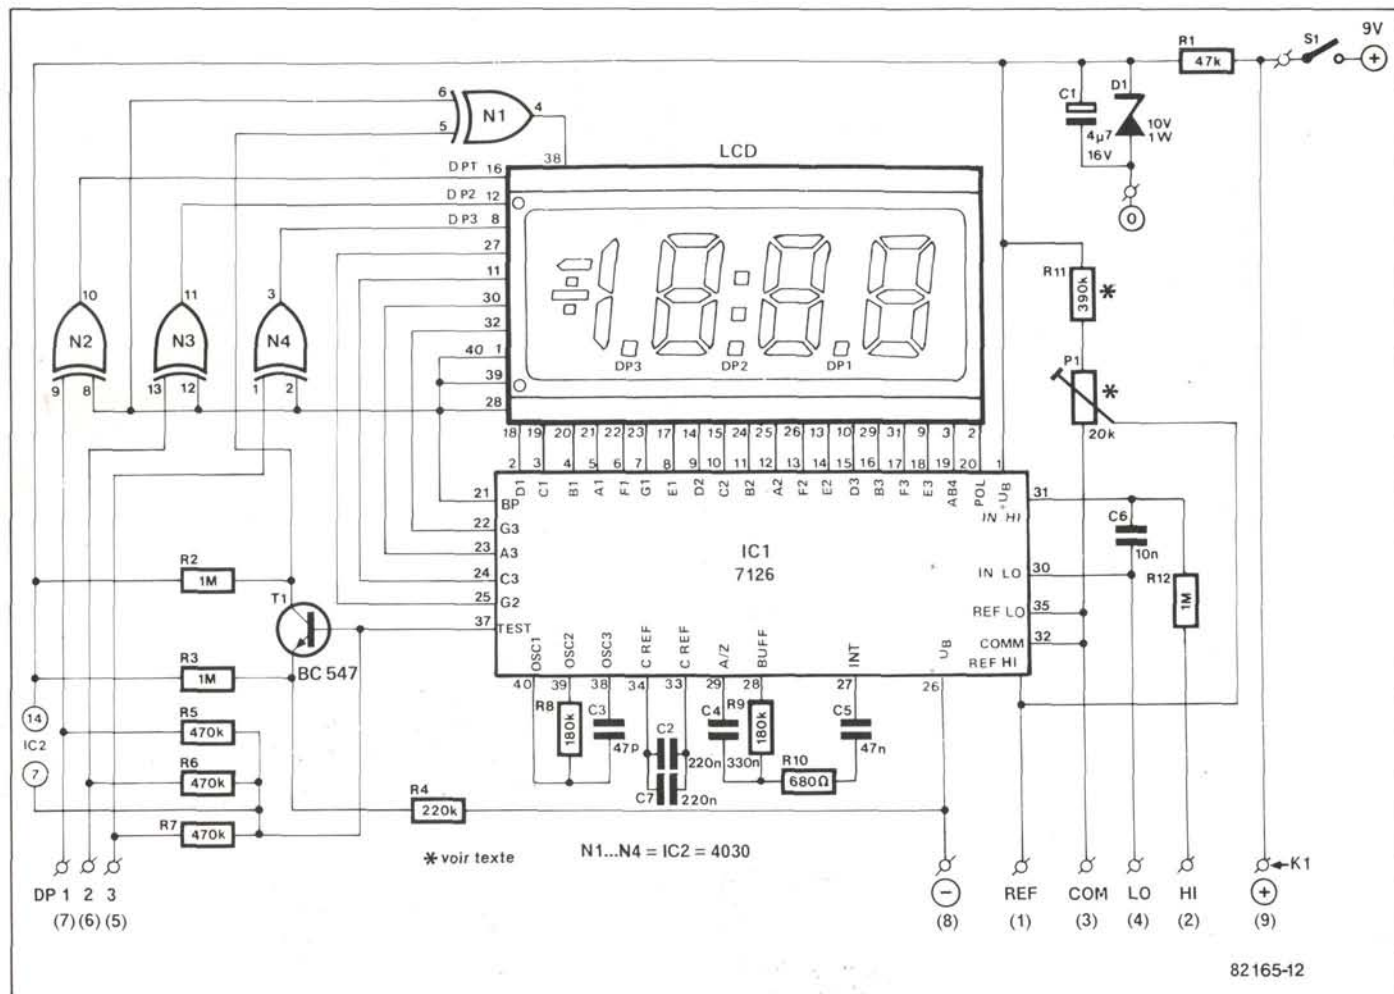 9V
S1
R1
47k
+
6
5
N1
4
38
LCD
C1
4µ7
16V
D1
10V
1W
0
DPT 16
DP2 12
DP3 8
27
11
30
32
40 1
39
28
DP3 DP2 DP1
R11
390k
*
P1
*
20k
10 11 3
N2 N3 N4
9 8 13 12 1 2
18 19 20 21 22 23 17 14 15 24 25 26 13 10 29 31 9 3 2
2 3 4 5 6 7 8 9 10 11 12 13 14 15 16 17 18 19 20 1
D1 C1 B1 A1 F1 G1 E1 D2 C2 B2 A2 F2 E2 D3 B3 F3 E3 AB4 POL +UB
21 BP
22 G3
23 A3
24 C3
25 G2
37 TEST
IC1
7126
IN HI 31
IN LO 30
REF LO 35
COMM 32
REF HI
C6
10n
R12
1M
OSC1 OSC2 OSC3 C REF C REF A/Z BUFF INT UB
40 39 38 34 33 29 28 27 26
R2
1M
T1
BC 547
R3
1M
R5
470k
R6
470k
R7
470k
14
IC2
7
R4
220k
R8
180k
C3
47p
C2
220n
C7
220n
C4
330n
R9
180k
R10
680Ω
C5
47n
* voir texte
N1...N4 = IC2 = 4030
K1
DP 1 2 3
(7) (6) (5)
− REF COM LO HI +
(8) (1) (3) (4) (2) (9)
82165-12